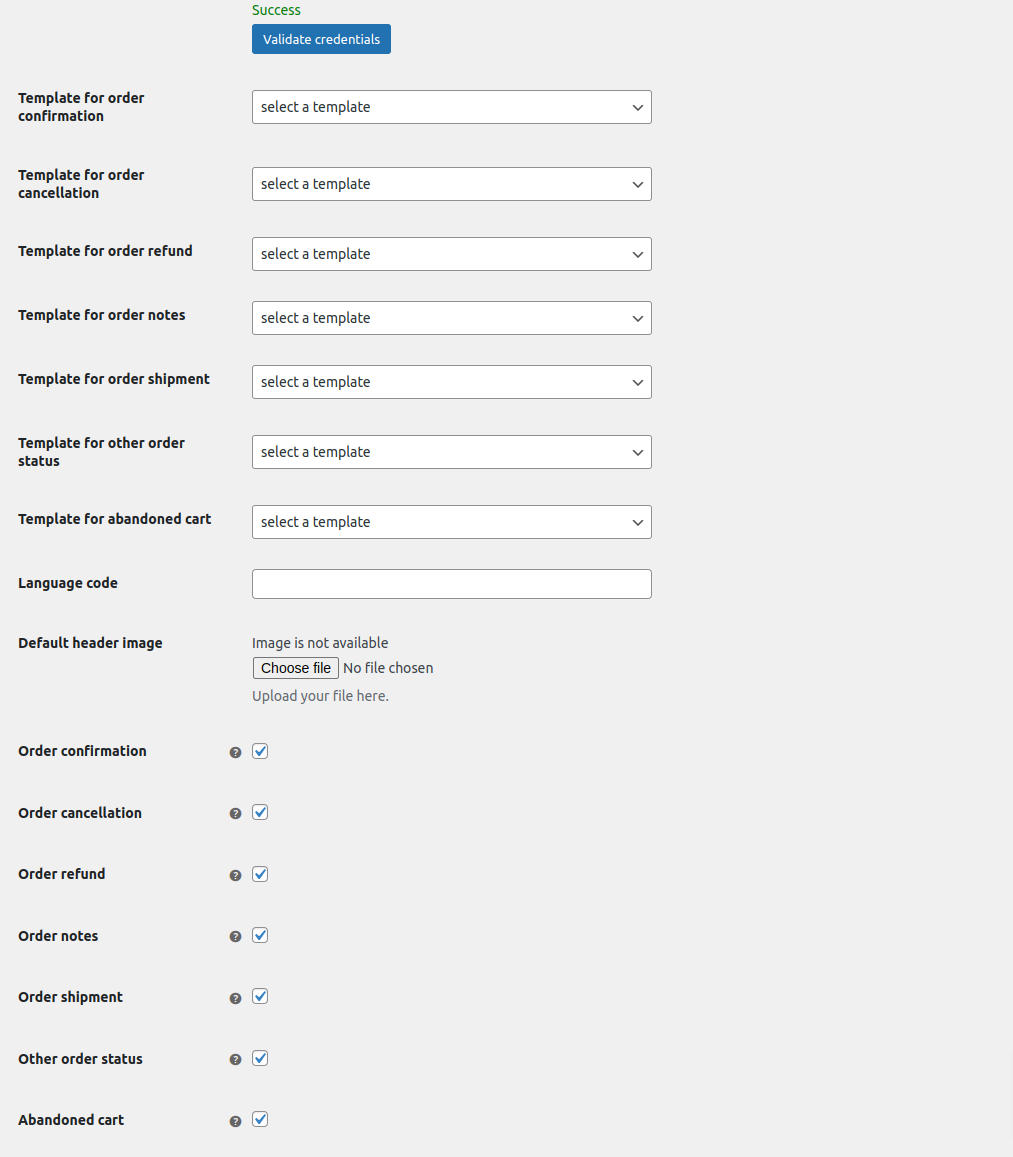 Success
Validate credentials
Template for order
confirmation
select a template
Template for order
cancellation
select a template
Template for order refund
select a template
Template for order notes
select a template
Template for order shipment
select a template
Template for other order
status
select a template
Template for abandoned cart
select a template
Language code
Default header image
Image is not available
Choose file No file chosen
Upload your file here.
Order confirmation ?
Order cancellation ?
Order refund ?
Order notes ?
Order shipment ?
Other order status ?
Abandoned cart ?